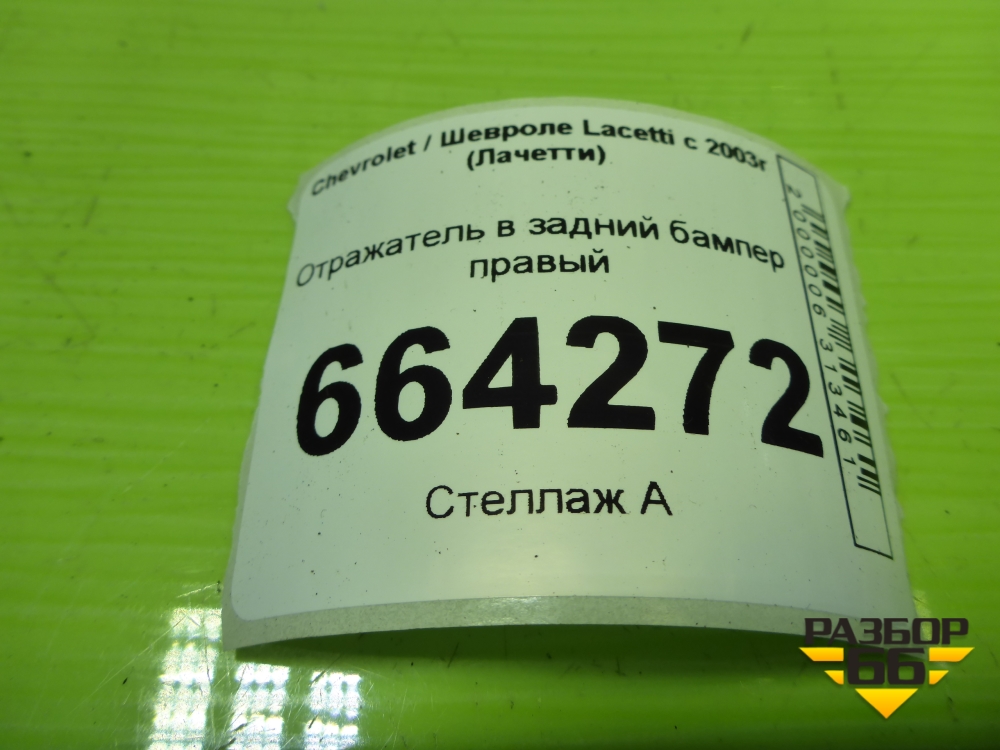 Chevrolet / Шевроле Lacetti с 2003г
(Лачетти)
Отражатель в задний бампер
правый
664272
Стеллаж А
2000006313461
РАЗБОР
66